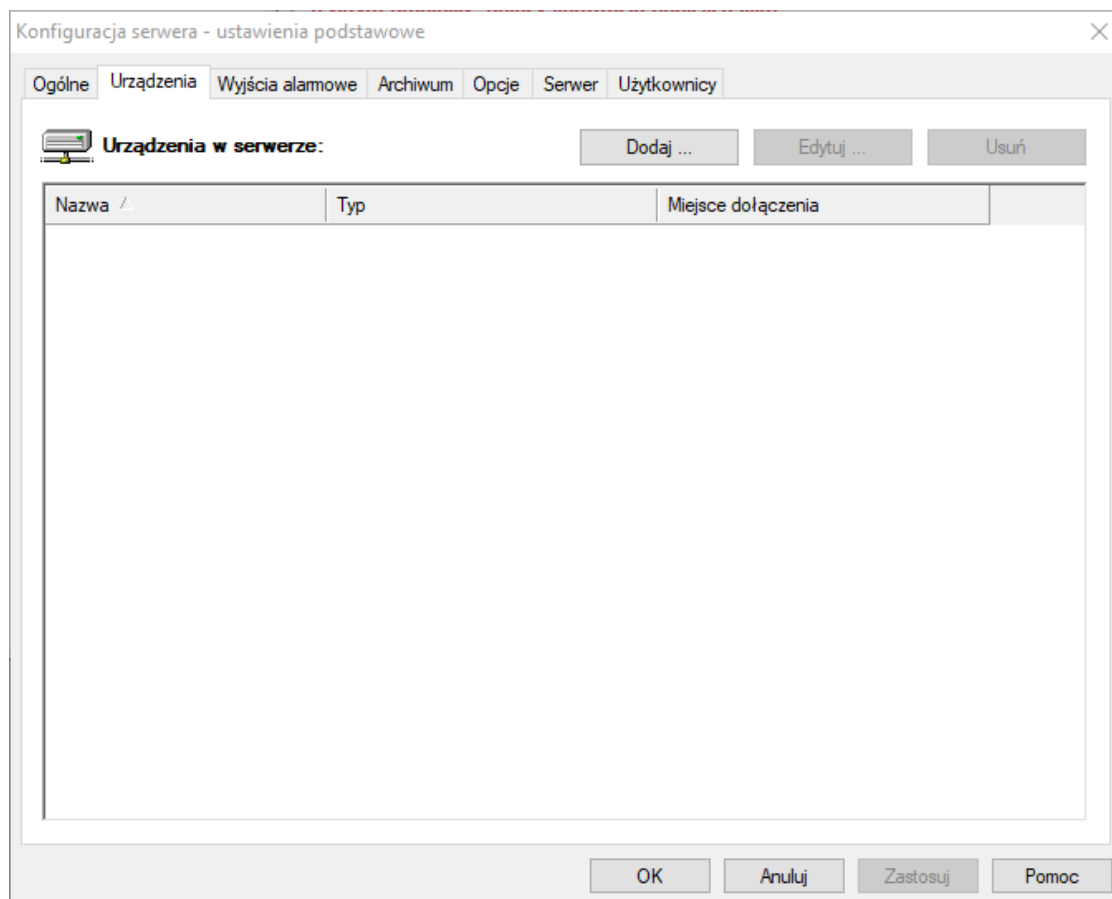 Konfiguracja serwera - ustawienia podstawowe
Ogólne Urządzenia Wyjścia alarmowe Archiwum Opcje Serwer Użytkownicy
Urządzenia w serwerze: Dodaj ... Edytuj ... Usuń
Nazwa Typ Miejsce dołączenia
OK Anuluj Zastosuj Pomoc